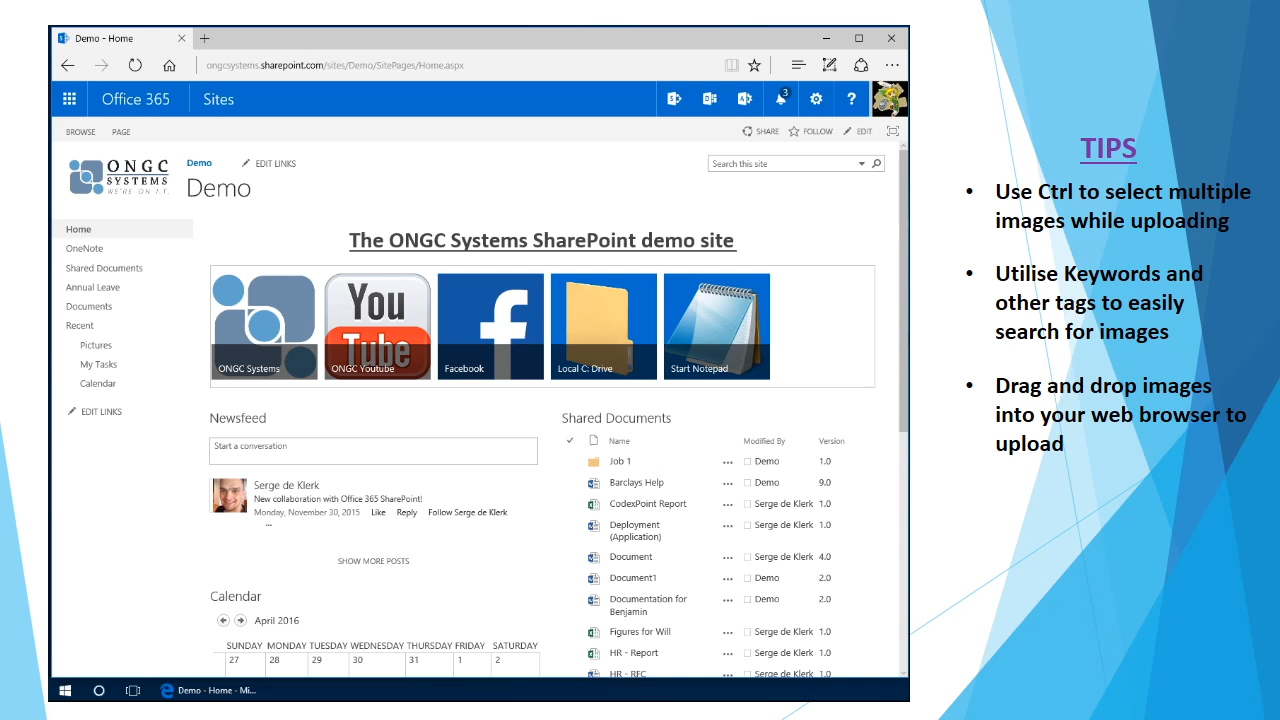 Demo - Home
ongcsystems.sharepoint.com/sites/Demo/SitePages/Home.aspx
Office 365
Sites
3
?
BROWSE PAGE
SHARE FOLLOW EDIT
ONGC
SYSTEMS
WE'RE ON I.T.
Demo EDIT LINKS
Demo
Search this site
Home
OneNote
Shared Documents
Annual Leave
Documents
Recent
Pictures
My Tasks
Calendar
EDIT LINKS
The ONGC Systems SharePoint demo site
You
Tube
ONGC Systems
ONGC Youtube
Facebook
Local C: Drive
Start Notepad
Newsfeed
Start a conversation
Serge de Klerk
New collaboration with Office 365 SharePoint!
Monday, November 30, 2015 Like Reply Follow Serge de Klerk
...
SHOW MORE POSTS
Calendar
April 2016
SUNDAY MONDAY TUESDAY WEDNESDAY THURSDAY FRIDAY SATURDAY
27 28 29 30 31 1 2
Shared Documents
Name Modified By Version
Job 1 ... Demo 1.0
Barclays Help ... Demo 9.0
CodexPoint Report ... Serge de Klerk 1.0
Deployment ... Serge de Klerk 1.0
(Application)
Document ... Serge de Klerk 4.0
Document1 ... Demo 2.0
Documentation for ... Demo 2.0
Benjamin
Figures for Will ... Serge de Klerk 1.0
HR - Report ... Serge de Klerk 1.0
HR - RFC ... Serge de Klerk 1.0
Demo - Home - Mi...
TIPS
• Use Ctrl to select multiple
images while uploading
• Utilise Keywords and
other tags to easily
search for images
• Drag and drop images
into your web browser to
upload